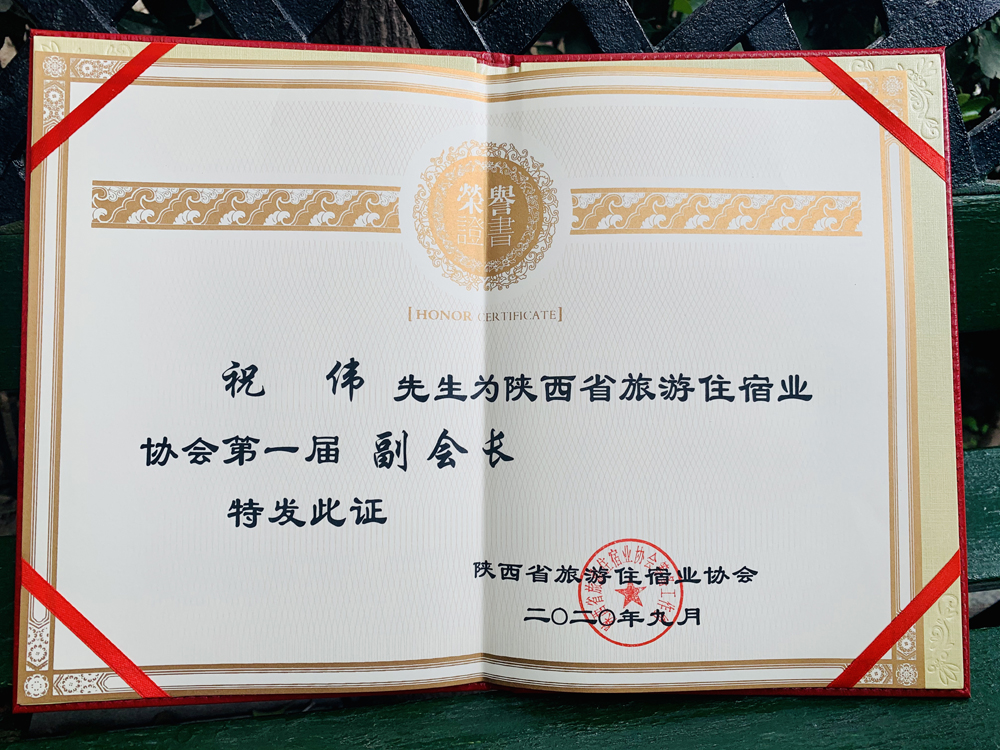 榮譽
證書
[HONOR CERTIFICATE]
祝 伟 先生为陕西省旅游住宿业
协会第一届 副会长
特发此证
陕西省旅游住宿业协会
二〇二〇年九月